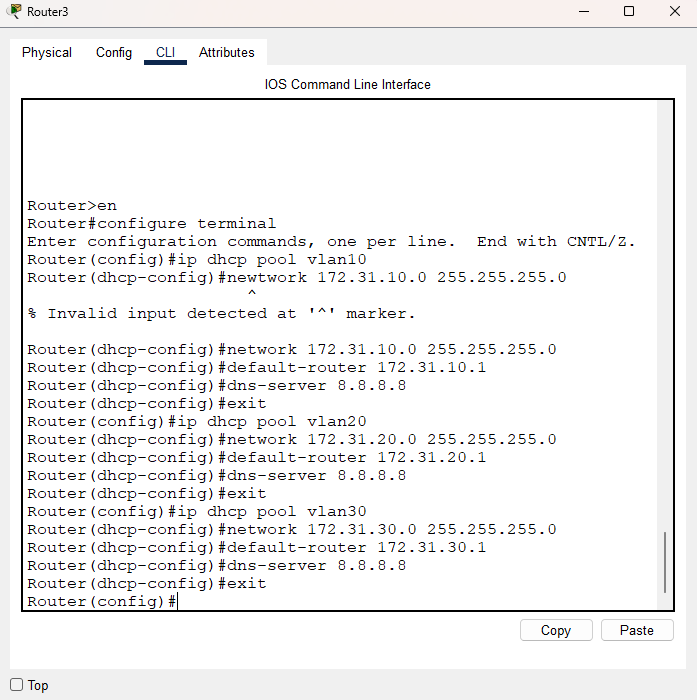 Router3
Physical Config CLI Attributes
IOS Command Line Interface
Router>en
Router#configure terminal
Enter configuration commands, one per line.  End with CNTL/Z.
Router(config)#ip dhcp pool vlan10
Router(dhcp-config)#newtwork 172.31.10.0 255.255.255.0
^
% Invalid input detected at '^' marker.
Router(dhcp-config)#network 172.31.10.0 255.255.255.0
Router(dhcp-config)#default-router 172.31.10.1
Router(dhcp-config)#dns-server 8.8.8.8
Router(dhcp-config)#exit
Router(config)#ip dhcp pool vlan20
Router(dhcp-config)#network 172.31.20.0 255.255.255.0
Router(dhcp-config)#default-router 172.31.20.1
Router(dhcp-config)#dns-server 8.8.8.8
Router(dhcp-config)#exit
Router(config)#ip dhcp pool vlan30
Router(dhcp-config)#network 172.31.30.0 255.255.255.0
Router(dhcp-config)#default-router 172.31.30.1
Router(dhcp-config)#dns-server 8.8.8.8
Router(dhcp-config)#exit
Router(config)#
Copy Paste
Top